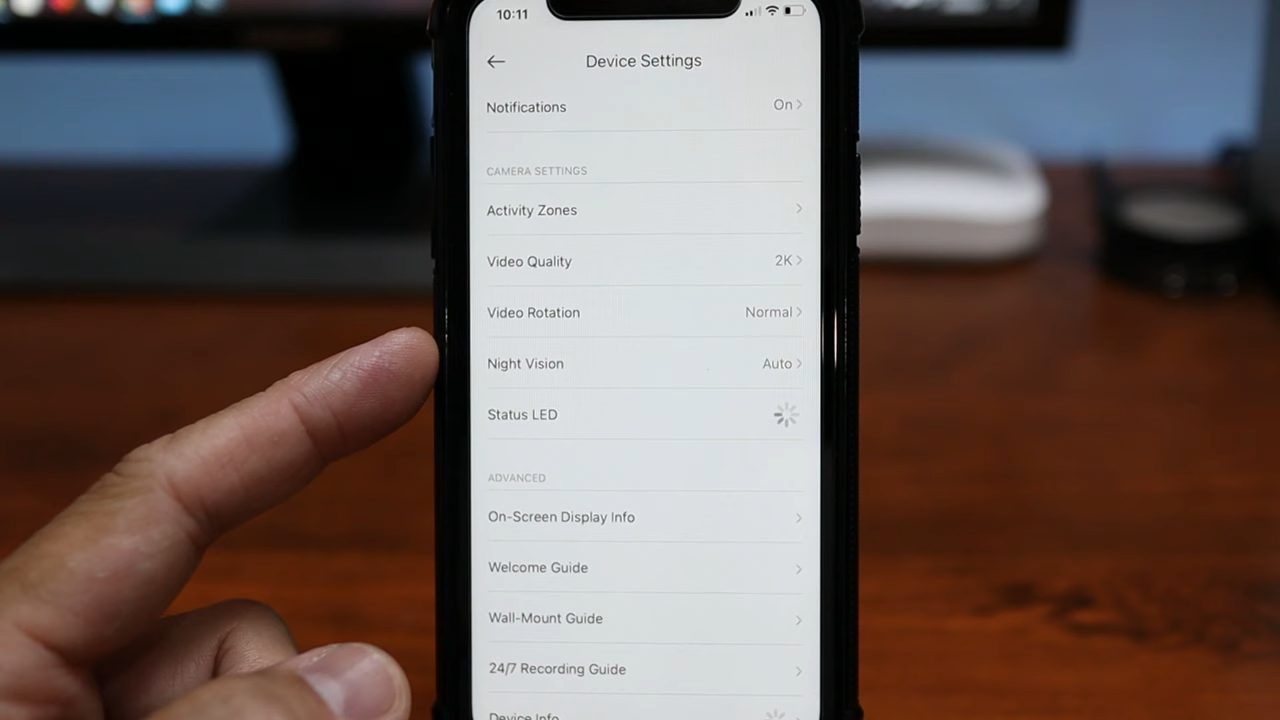 10:11
Device Settings
Notifications On
CAMERA SETTINGS
Activity Zones
Video Quality 2K
Video Rotation Normal
Night Vision Auto
Status LED
ADVANCED
On-Screen Display Info
Welcome Guide
Wall-Mount Guide
24/7 Recording Guide
Device Info